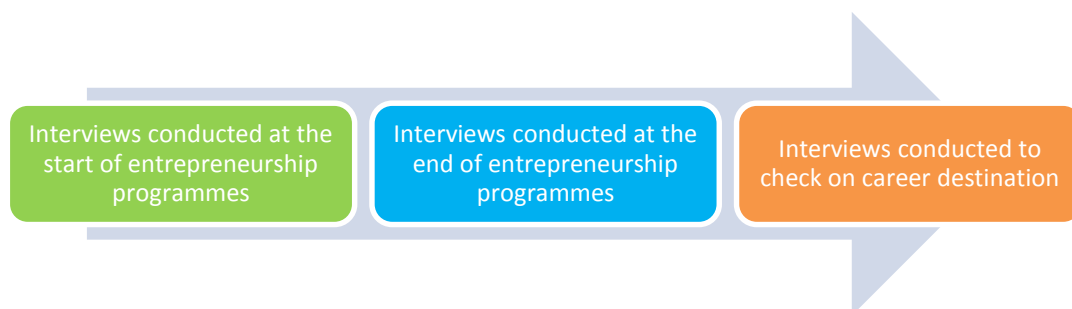 Interviews conducted at the
start of entrepreneurship
programmes
Interviews conducted at the
end of entrepreneurship
programmes
Interviews conducted to
check on career destination